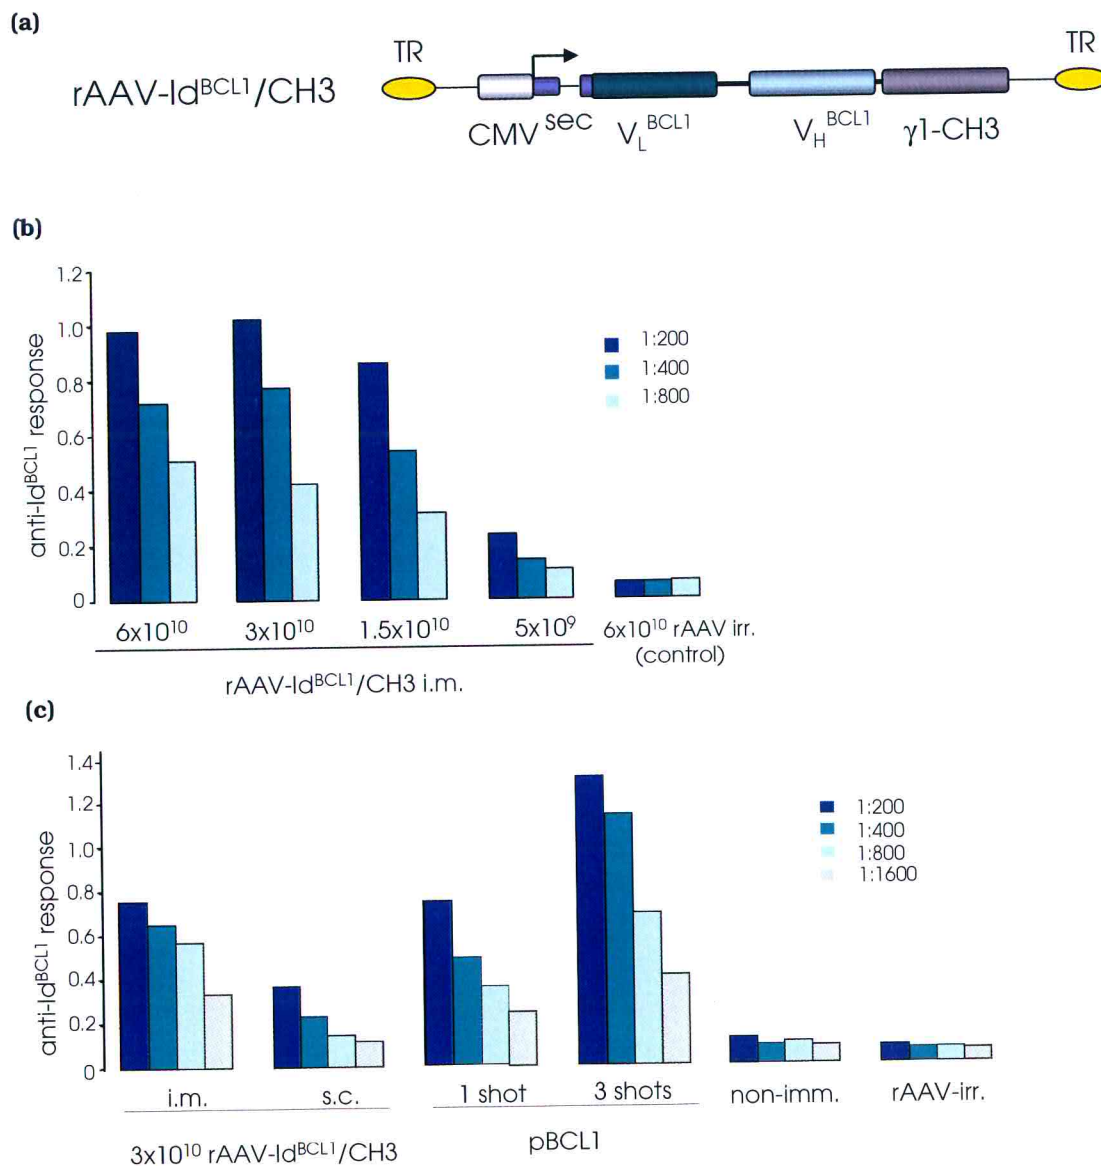 (a)
TR
TR
rAAV-Id^BCL1/CH3
CMV
sec
V_L^BCL1
V_H^BCL1
γ1-CH3
(b)
1.2
1.0
0.8
0.6
0.4
0.2
0
anti-Id^BCL1 response
1:200
1:400
1:800
6x10^10
3x10^10
1.5x10^10
5x10^9
6x10^10 rAAV irr.
(control)
rAAV-Id^BCL1/CH3 i.m.
(c)
1.4
1.2
1.0
0.8
0.6
0.4
0.2
0
anti-Id^BCL1 response
1:200
1:400
1:800
1:1600
i.m.
s.c.
1 shot
3 shots
non-imm.
rAAV-irr.
3x10^10 rAAV-Id^BCL1/CH3
pBCL1